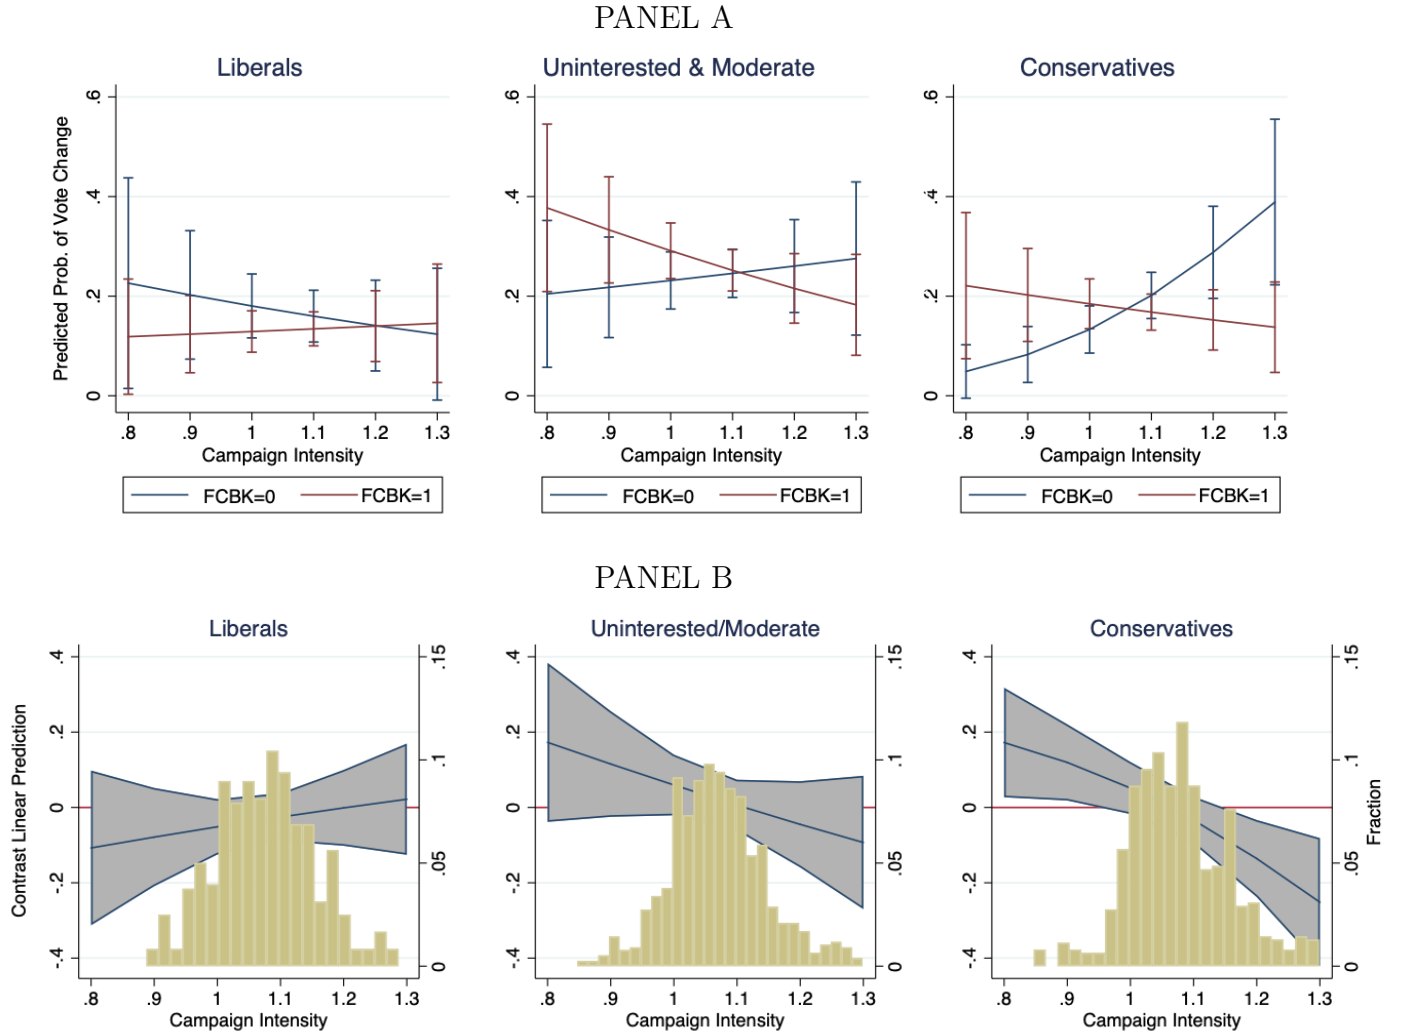 PANEL A
Liberals
Uninterested & Moderate
Conservatives
Predicted Prob. of Vote Change
.6
.4
.2
0
.8 .9 1 1.1 1.2 1.3
Campaign Intensity
FCBK=0 FCBK=1
.6
.4
.2
0
.8 .9 1 1.1 1.2 1.3
Campaign Intensity
FCBK=0 FCBK=1
.6
.4
.2
0
.8 .9 1 1.1 1.2 1.3
Campaign Intensity
FCBK=0 FCBK=1
PANEL B
Liberals
Uninterested/Moderate
Conservatives
Contrast Linear Prediction
.4
.2
0
-.2
-.4
.15
.1
.05
0
.8 .9 1 1.1 1.2 1.3
Campaign Intensity
.4
.2
0
-.2
-.4
.15
.1
.05
0
.8 .9 1 1.1 1.2 1.3
Campaign Intensity
.4
.2
0
-.2
-.4
.15
.1
.05
0
Fraction
.8 .9 1 1.1 1.2 1.3
Campaign Intensity